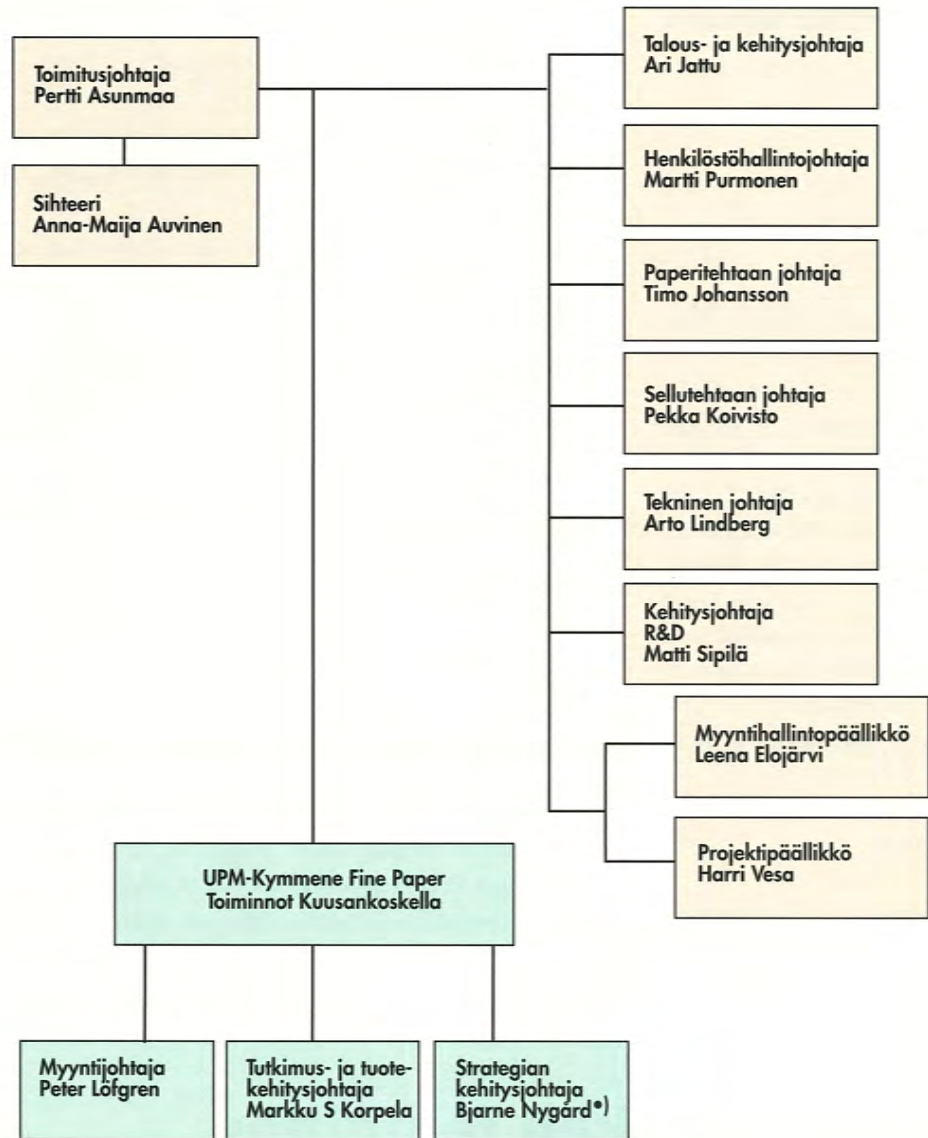 Toimitusjohtaja
Pertti Asunmaa
Sihteeri
Anna-Maija Auvinen
Talous- ja kehitysjohtaja
Ari Jattu
Henkilöstöhallintojohtaja
Martti Purmonen
Paperitehtaan johtaja
Timo Johansson
Sellutehtaan johtaja
Pekka Koivisto
Tekninen johtaja
Arto Lindberg
Kehitysjohtaja
R&D
Matti Sipilä
Myyntihallintopäällikkö
Leena Elojärvi
Projektipäällikkö
Harri Vesa
UPM-Kymmene Fine Paper
Toiminnot Kuusankoskella
Myyntijohtaja
Peter Löfgren
Tutkimus- ja tuote-
kehitysjohtaja
Markku S Korpela
Strategian
kehitysjohtaja
Bjarne Nygård•)